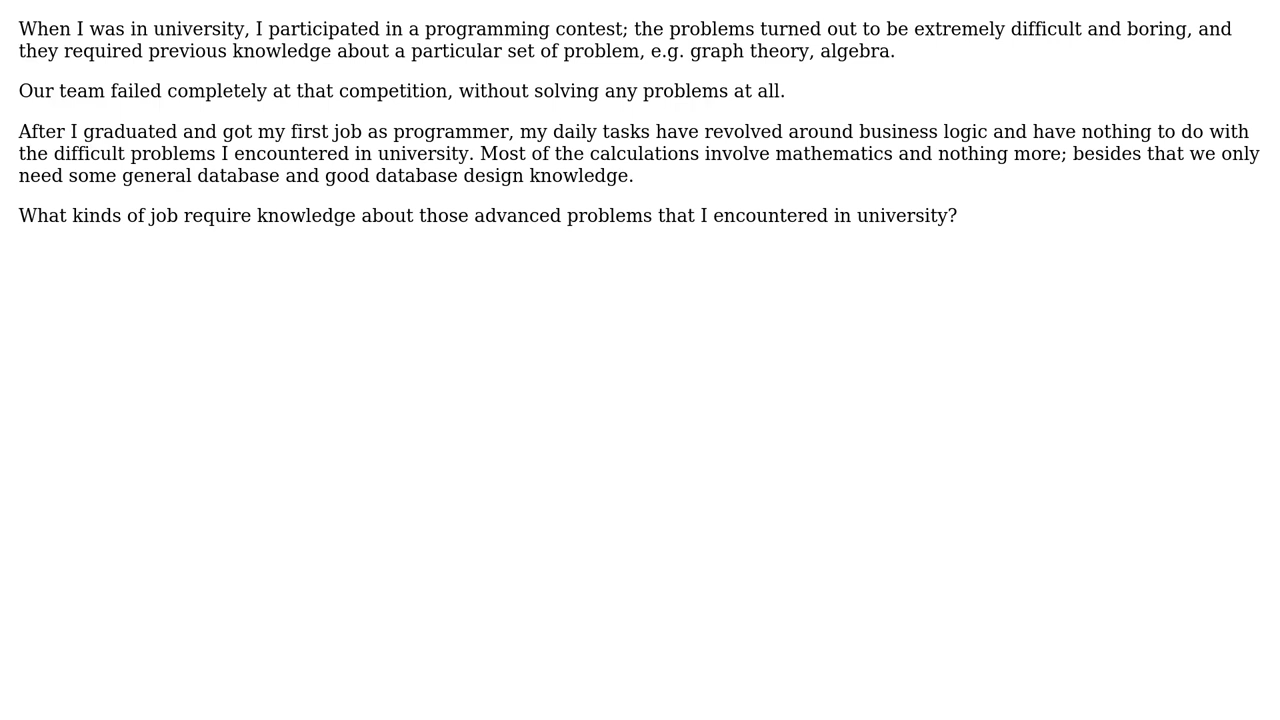 When I was in university, I participated in a programming contest; the problems turned out to be extremely difficult and boring, and
they required previous knowledge about a particular set of problem, e.g. graph theory, algebra.
Our team failed completely at that competition, without solving any problems at all.
After I graduated and got my first job as programmer, my daily tasks have revolved around business logic and have nothing to do with
the difficult problems I encountered in university. Most of the calculations involve mathematics and nothing more; besides that we only
need some general database and good database design knowledge.
What kinds of job require knowledge about those advanced problems that I encountered in university?